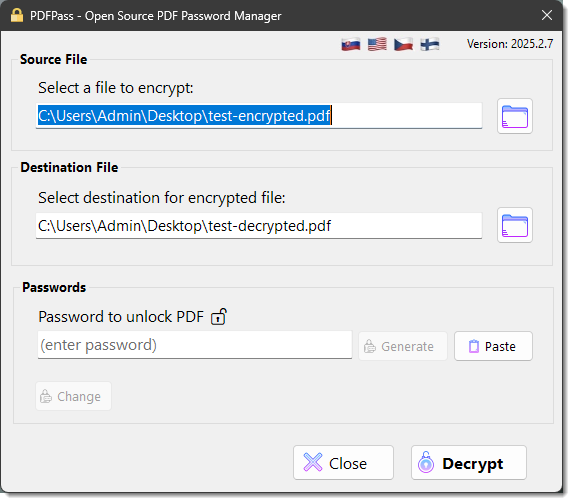 PDFPass - Open Source PDF Password Manager
Version: 2025.2.7
Source File
Select a file to encrypt:
C:\Users\Admin\Desktop\test-encrypted.pdf
Destination File
Select destination for encrypted file:
C:\Users\Admin\Desktop\test-decrypted.pdf
Passwords
Password to unlock PDF
(enter password) Generate Paste
Change
Close Decrypt